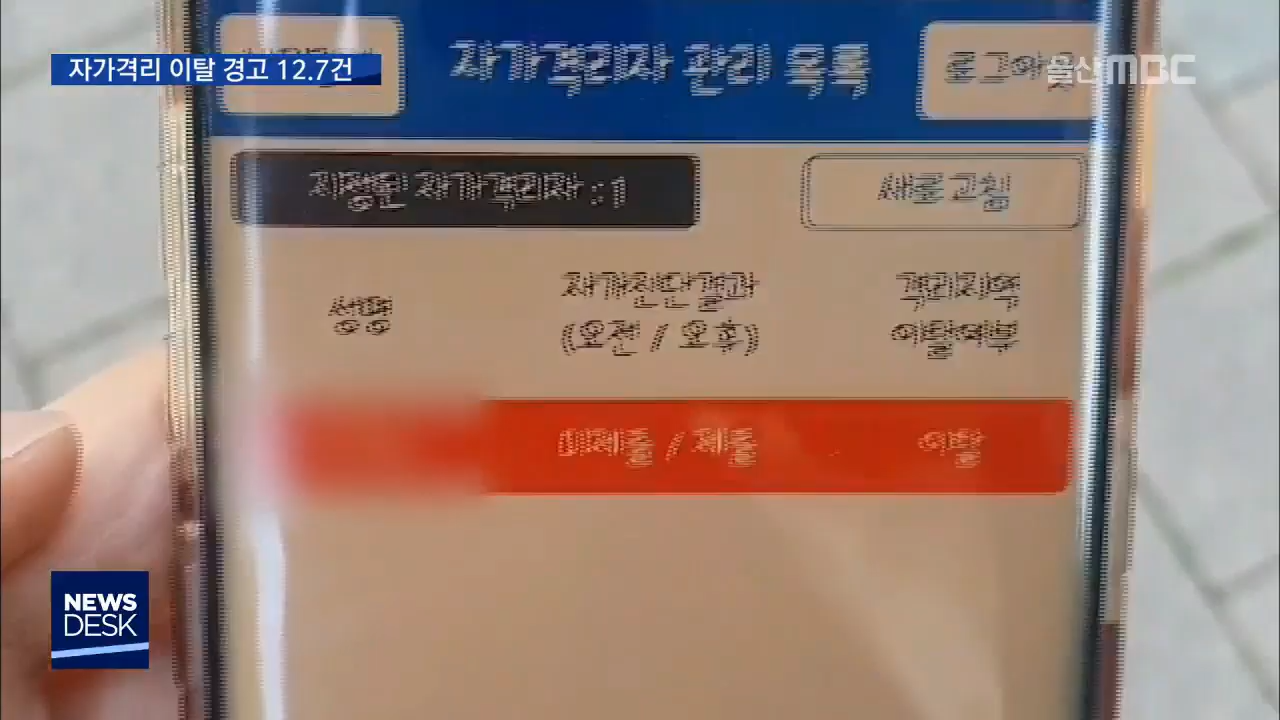 자가격리 이탈 경고 12.7건
자가격리자 관리 목록
로그아웃
울산MBC
지정된 자가격리자 : 1
새로고침
성명
자가진단결과
(오전 / 오후)
격리지역
이탈여부
미제출 / 제출
이탈
NEWS
DESK